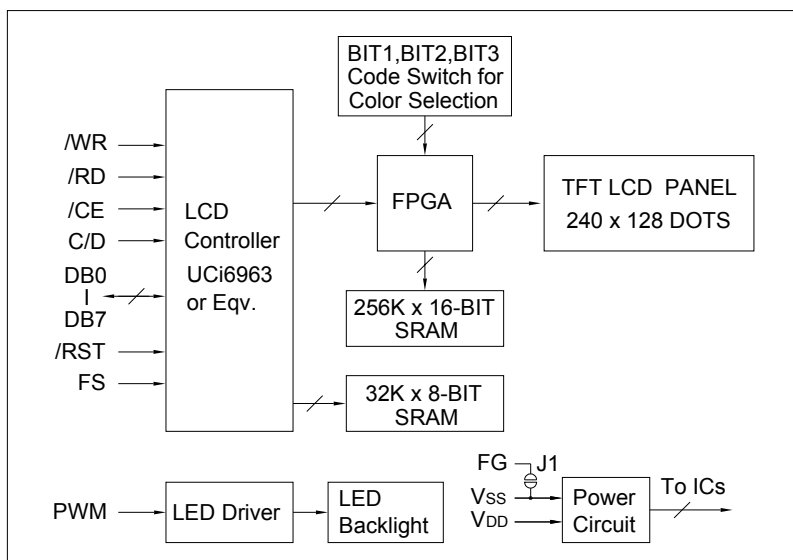 BIT1,BIT2,BIT3
Code Switch for
Color Selection
/WR
/RD
/CE
C/D
DB0
I
DB7
/RST
FS
LCD
Controller
UCi6963
or Eqv.
FPGA
TFT LCD PANEL
240 x 128 DOTS
256K x 16-BIT
SRAM
32K x 8-BIT
SRAM
PWM
LED Driver
LED
Backlight
FG
J1
VSS
VDD
Power
Circuit
To ICs